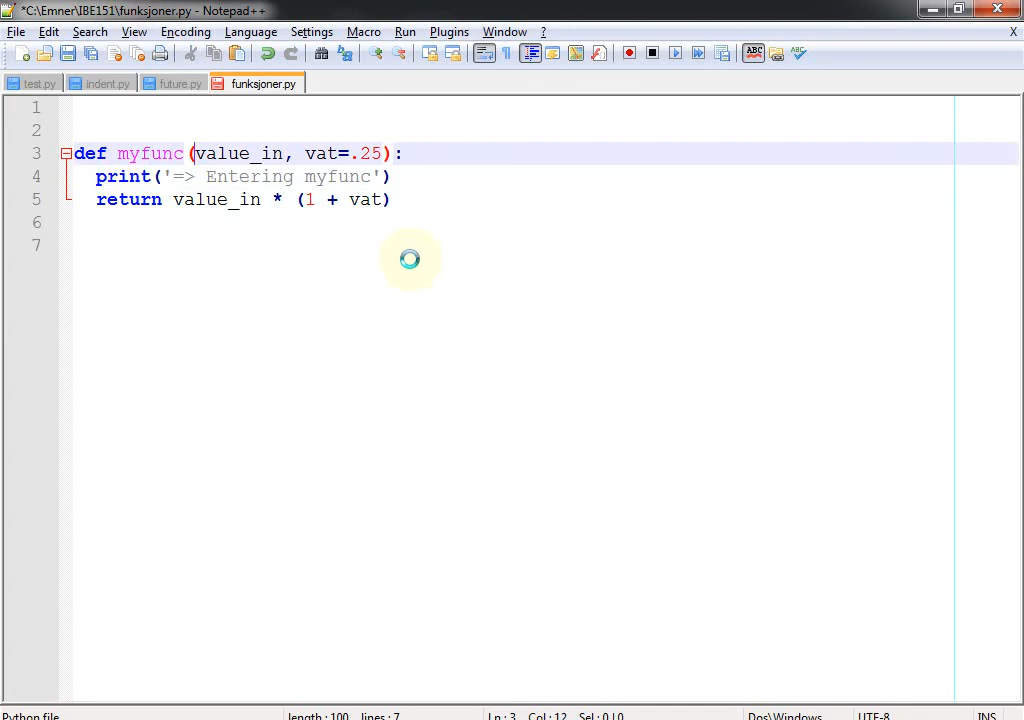 *C:\Emner\IBE151\funksjoner.py - Notepad++
File Edit Search View Encoding Language Settings Macro Run Plugins Window ? X
test.py indent.py future.py funksjoner.py
1
2
3 def myfunc(value_in, vat=.25):
4 print('=> Entering myfunc')
5 return value_in * (1 + vat)
6
7
Python file length : 100 lines : 7 Ln : 3 Col : 12 Sel : 0 | 0 Dos\Windows UTF-8 INS